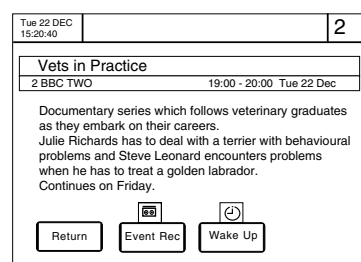 Tue 22 DEC
15:20:40
2
Vets in Practice
2 BBC TWO 19:00 - 20:00 Tue 22 Dec
Documentary series which follows veterinary graduates
as they embark on their careers.
Julie Richards has to deal with a terrier with behavioural
problems and Steve Leonard encounters problems
when he has to treat a golden labrador.
Continues on Friday.
Return Event Rec Wake Up